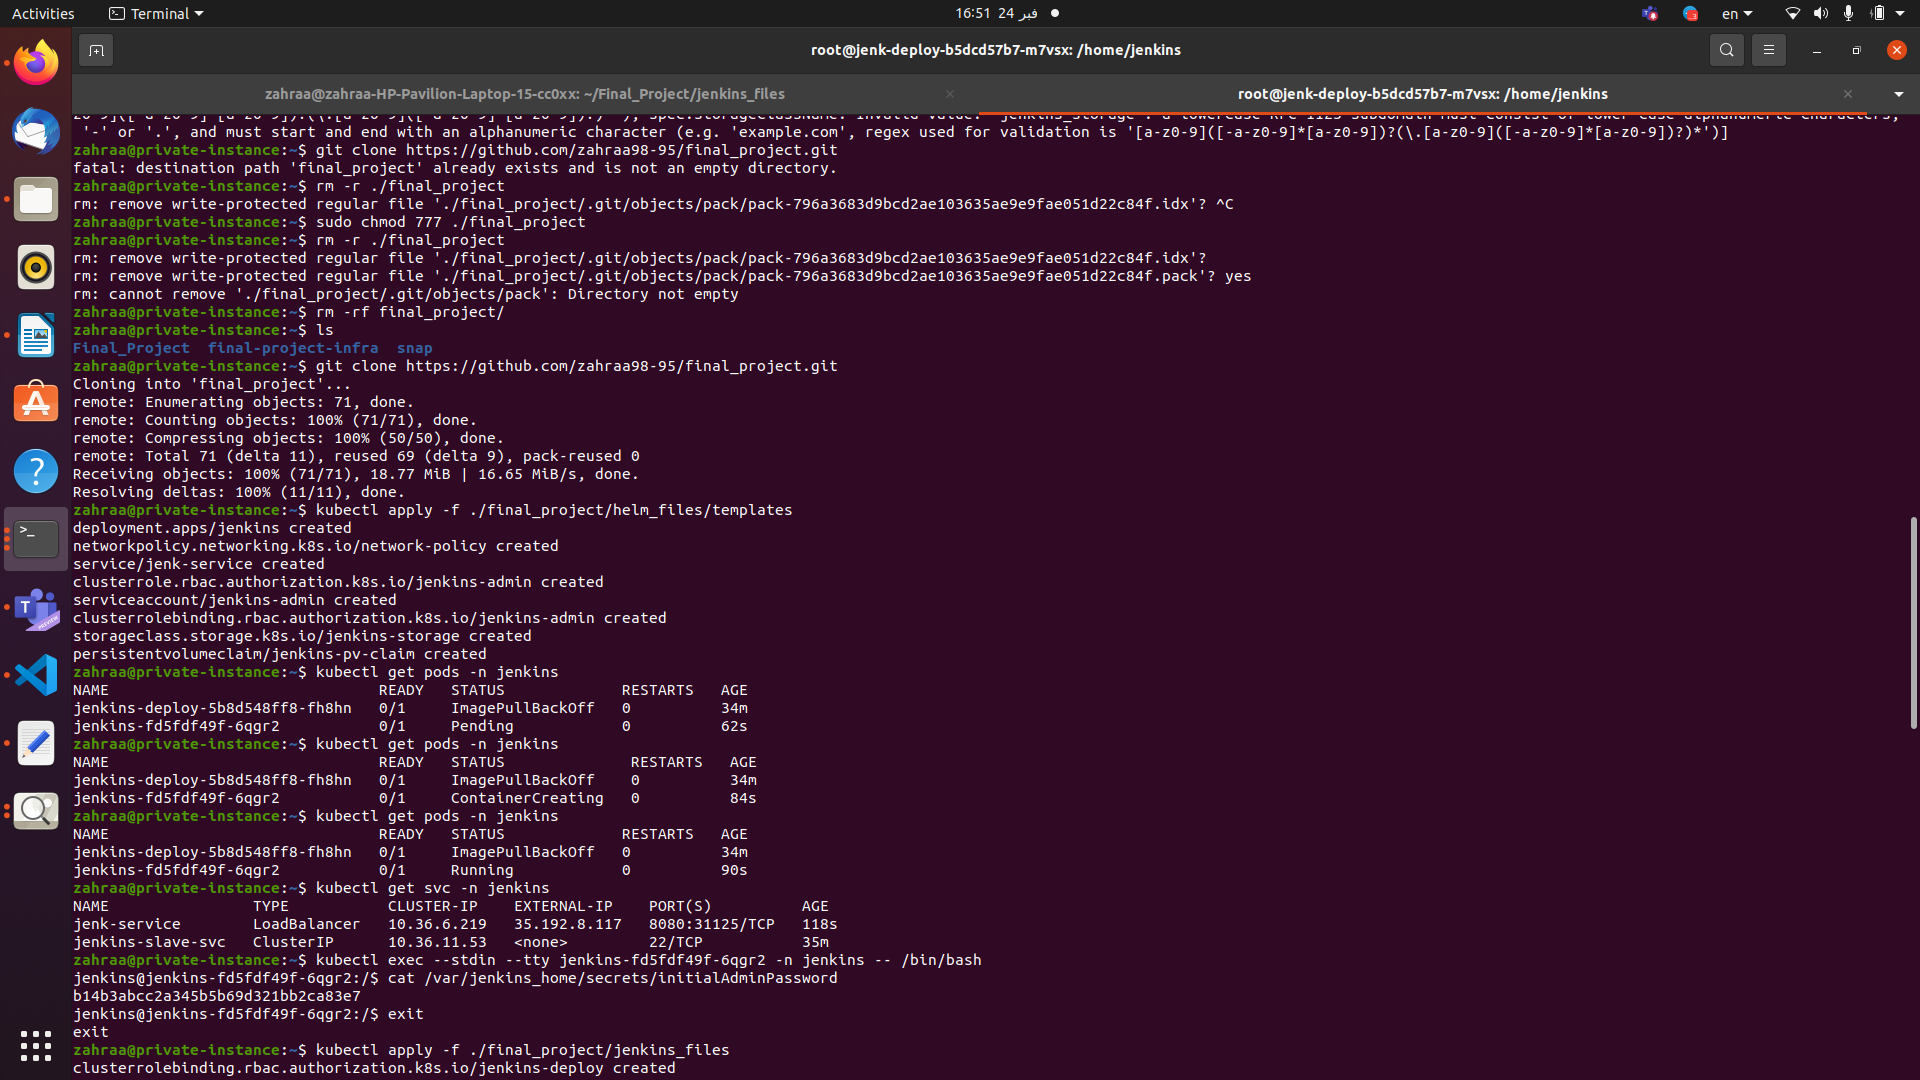 Activities
Terminal
16:51 24 فبر
en
root@jenk-deploy-b5dcd57b7-m7vsx: /home/jenkins
zahraa@zahraa-HP-Pavilion-Laptop-15-cc0xx: ~/Final_Project/jenkins_files
root@jenk-deploy-b5dcd57b7-m7vsx: /home/jenkins
'-' or '.', and must start and end with an alphanumeric character (e.g. 'example.com', regex used for validation is '[a-z0-9]([-a-z0-9]*[a-z0-9])?(\.[a-z0-9]([-a-z0-9]*[a-z0-9])?)*')]
zahraa@private-instance:~$ git clone https://github.com/zahraa98-95/final_project.git
fatal: destination path 'final_project' already exists and is not an empty directory.
zahraa@private-instance:~$ rm -r ./final_project
rm: remove write-protected regular file './final_project/.git/objects/pack/pack-796a3683d9bcd2ae103635ae9e9fae051d22c84f.idx'? ^C
zahraa@private-instance:~$ sudo chmod 777 ./final_project
zahraa@private-instance:~$ rm -r ./final_project
rm: remove write-protected regular file './final_project/.git/objects/pack/pack-796a3683d9bcd2ae103635ae9e9fae051d22c84f.idx'?
rm: remove write-protected regular file './final_project/.git/objects/pack/pack-796a3683d9bcd2ae103635ae9e9fae051d22c84f.pack'? yes
rm: cannot remove './final_project/.git/objects/pack': Directory not empty
zahraa@private-instance:~$ rm -rf final_project/
zahraa@private-instance:~$ ls
Final_Project  final-project-infra  snap
zahraa@private-instance:~$ git clone https://github.com/zahraa98-95/final_project.git
Cloning into 'final_project'...
remote: Enumerating objects: 71, done.
remote: Counting objects: 100% (71/71), done.
remote: Compressing objects: 100% (50/50), done.
remote: Total 71 (delta 11), reused 69 (delta 9), pack-reused 0
Receiving objects: 100% (71/71), 18.77 MiB | 16.65 MiB/s, done.
Resolving deltas: 100% (11/11), done.
zahraa@private-instance:~$ kubectl apply -f ./final_project/helm_files/templates
deployment.apps/jenkins created
networkpolicy.networking.k8s.io/network-policy created
service/jenk-service created
clusterrole.rbac.authorization.k8s.io/jenkins-admin created
serviceaccount/jenkins-admin created
clusterrolebinding.rbac.authorization.k8s.io/jenkins-admin created
storageclass.storage.k8s.io/jenkins-storage created
persistentvolumeclaim/jenkins-pv-claim created
zahraa@private-instance:~$ kubectl get pods -n jenkins
NAME                              READY   STATUS             RESTARTS   AGE
jenkins-deploy-5b8d548ff8-fh8hn   0/1     ImagePullBackOff   0          34m
jenkins-fd5fdf49f-6qgr2           0/1     Pending            0          62s
zahraa@private-instance:~$ kubectl get pods -n jenkins
NAME                              READY   STATUS              RESTARTS   AGE
jenkins-deploy-5b8d548ff8-fh8hn   0/1     ImagePullBackOff    0          34m
jenkins-fd5fdf49f-6qgr2           0/1     ContainerCreating   0          84s
zahraa@private-instance:~$ kubectl get pods -n jenkins
NAME                              READY   STATUS             RESTARTS   AGE
jenkins-deploy-5b8d548ff8-fh8hn   0/1     ImagePullBackOff   0          34m
jenkins-fd5fdf49f-6qgr2           0/1     Running            0          90s
zahraa@private-instance:~$ kubectl get svc -n jenkins
NAME                TYPE           CLUSTER-IP    EXTERNAL-IP    PORT(S)          AGE
jenk-service        LoadBalancer   10.36.6.219   35.192.8.117   8080:31125/TCP   118s
jenkins-slave-svc   ClusterIP      10.36.11.53   <none>         22/TCP           35m
zahraa@private-instance:~$ kubectl exec --stdin --tty jenkins-fd5fdf49f-6qgr2 -n jenkins -- /bin/bash
jenkins@jenkins-fd5fdf49f-6qgr2:/$ cat /var/jenkins_home/secrets/initialAdminPassword
b14b3abcc2a345b5b69d321bb2ca83e7
jenkins@jenkins-fd5fdf49f-6qgr2:/$ exit
exit
zahraa@private-instance:~$ kubectl apply -f ./final_project/jenkins_files
clusterrolebinding.rbac.authorization.k8s.io/jenkins-deploy created